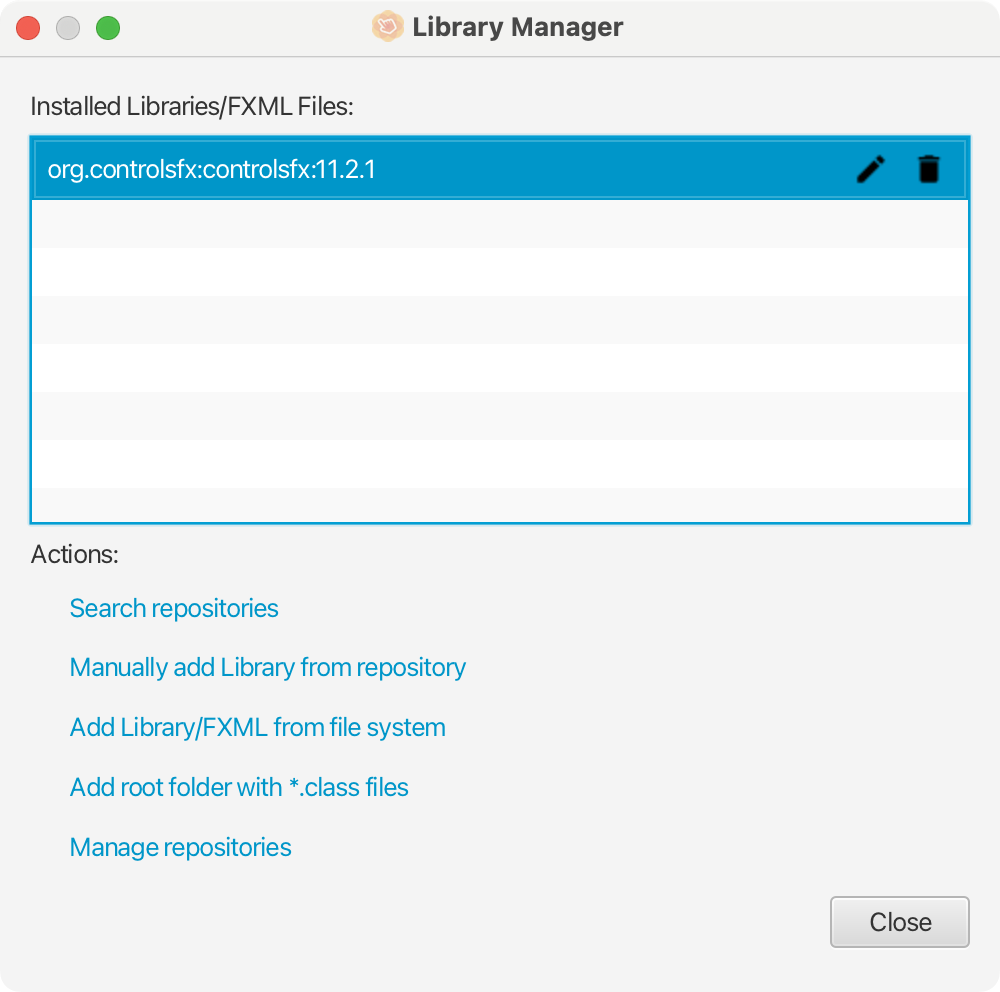 Library Manager
Installed Libraries/FXML Files:
org.controlsfx:controlsfx:11.2.1
Actions:
Search repositories
Manually add Library from repository
Add Library/FXML from file system
Add root folder with *.class files
Manage repositories
Close